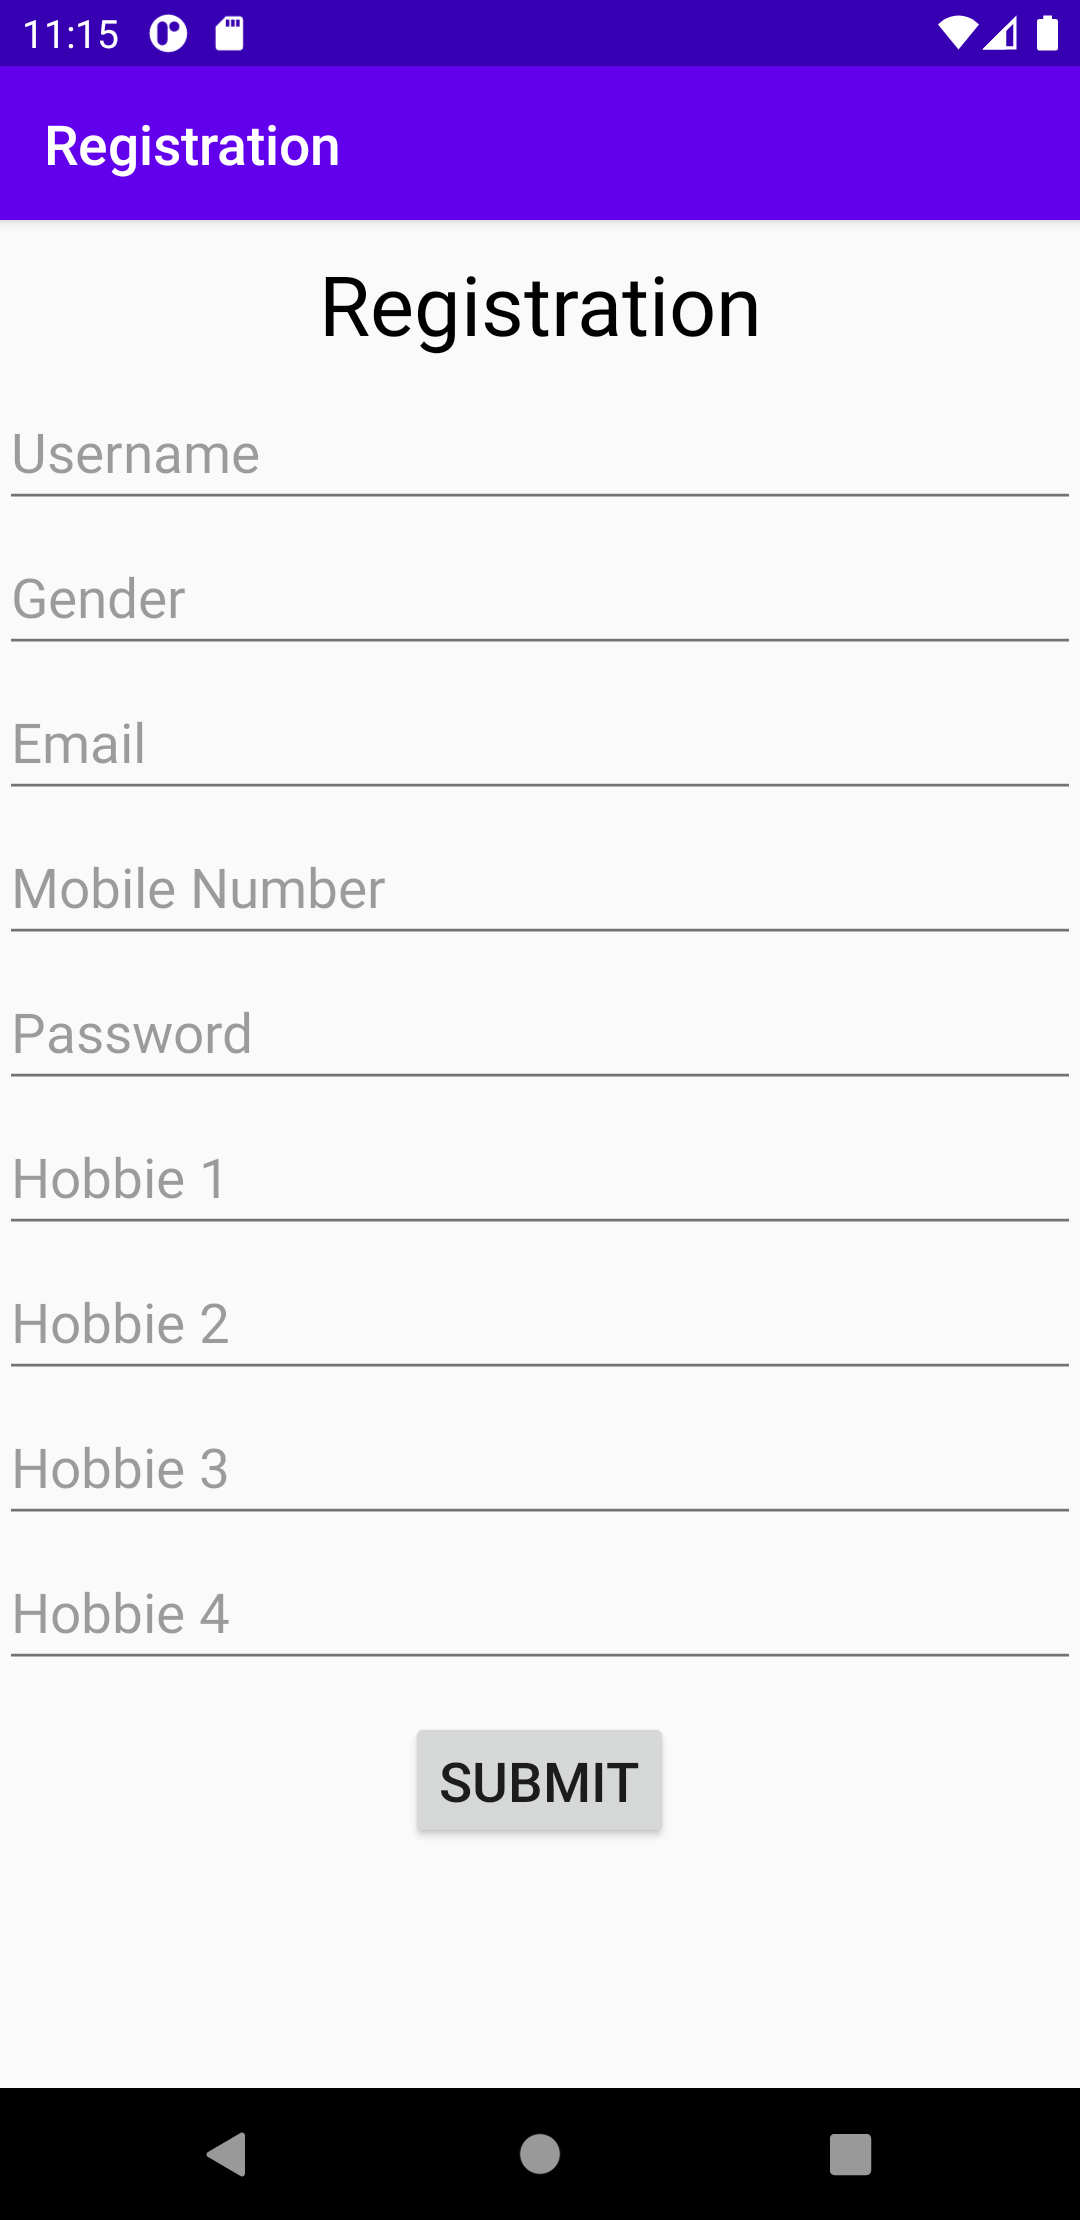 11:15
Registration
Registration
Username
Gender
Email
Mobile Number
Password
Hobbie 1
Hobbie 2
Hobbie 3
Hobbie 4
SUBMIT